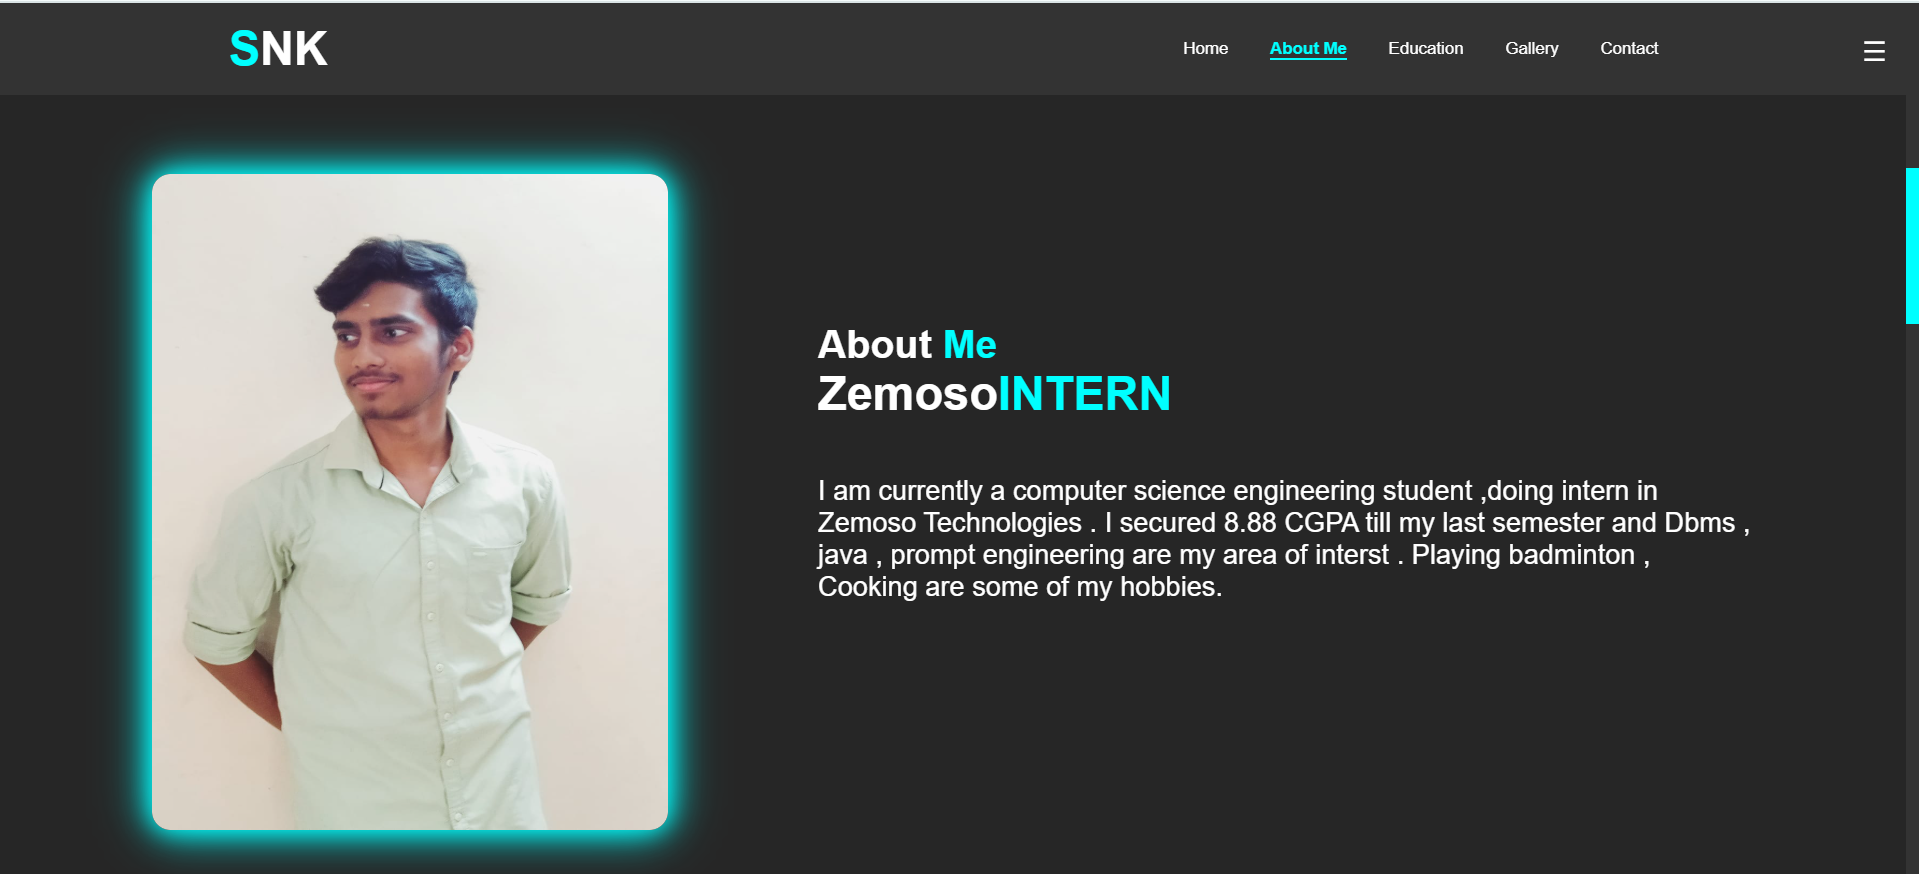 SNK
Home About Me Education Gallery Contact
About Me
ZemosoINTERN
I am currently a computer science engineering student ,doing intern in
Zemoso Technologies . I secured 8.88 CGPA till my last semester and Dbms ,
java , prompt engineering are my area of interst . Playing badminton ,
Cooking are some of my hobbies.